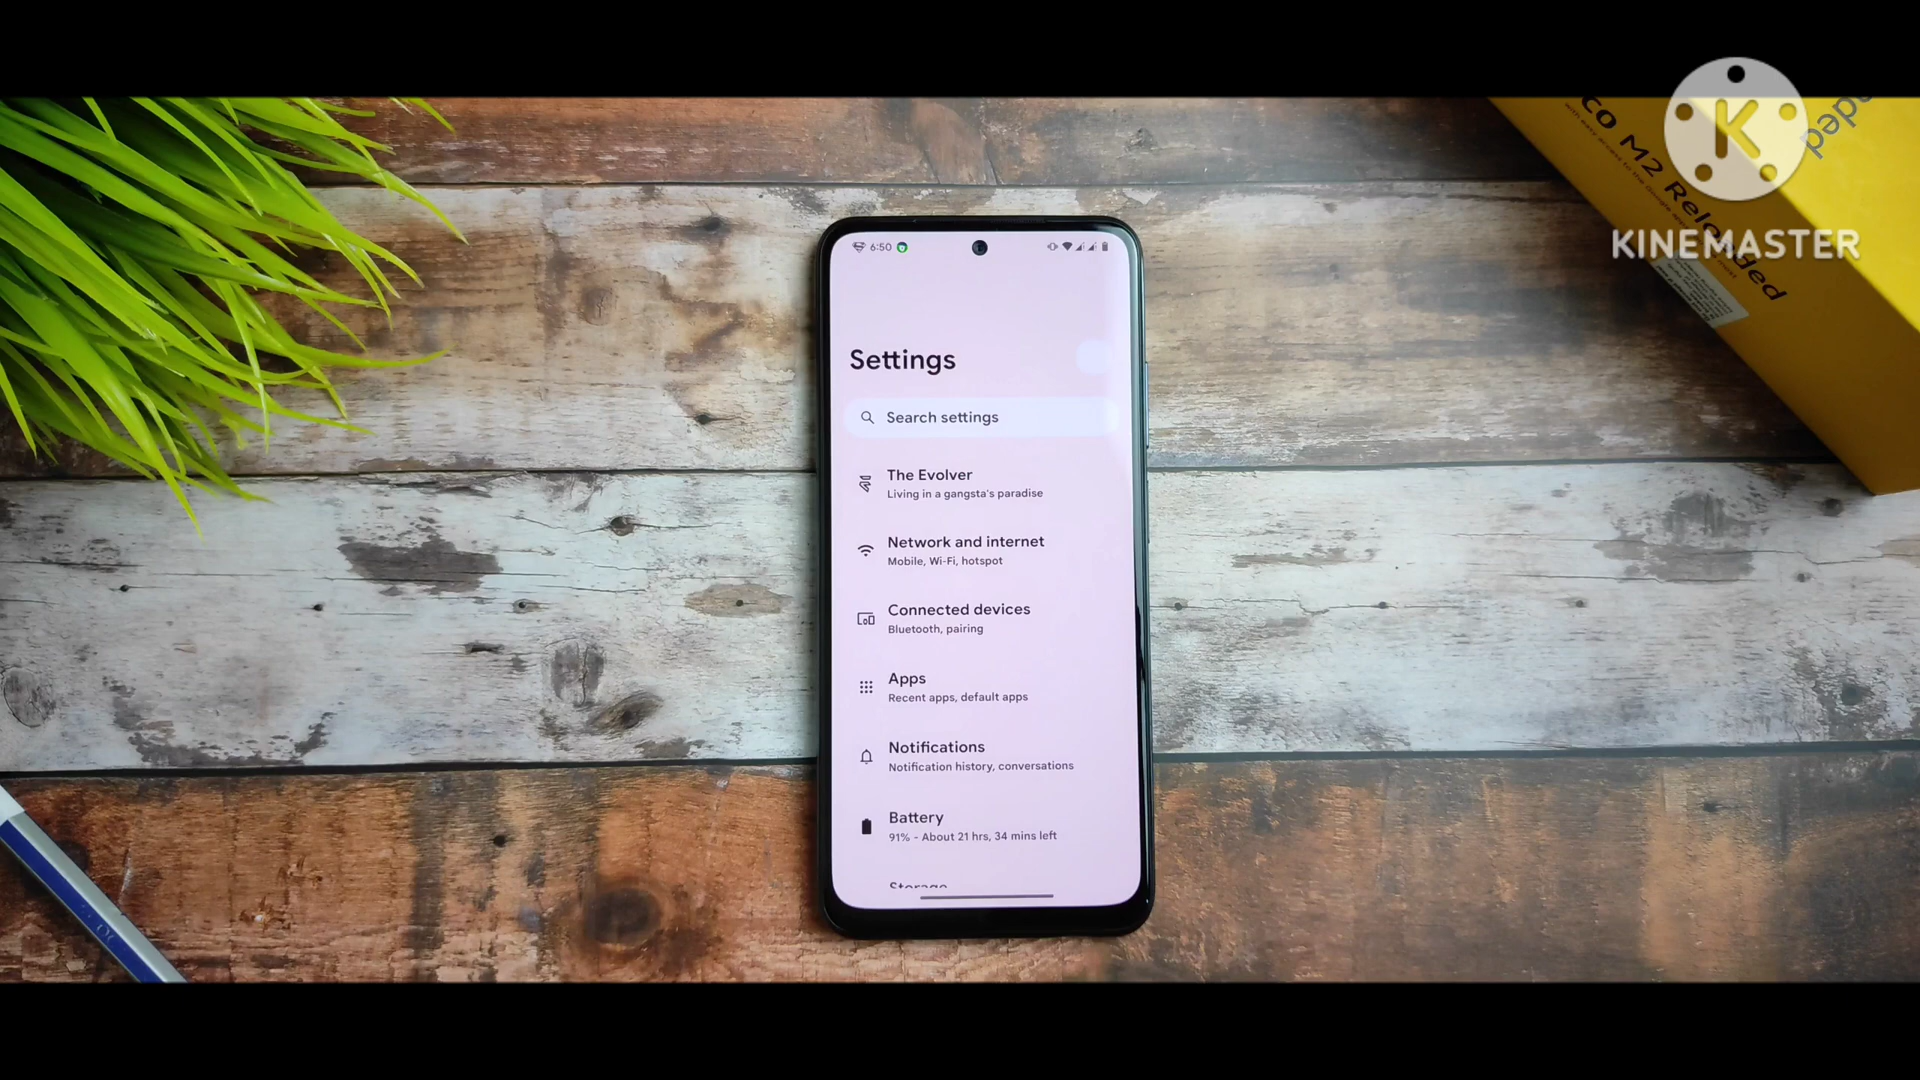 KINEMASTER
CO M2 Reloaded
6:50
Settings
Search settings
The Evolver
Living in a gangsta's paradise
Network and internet
Mobile, Wi-Fi, hotspot
Connected devices
Bluetooth, pairing
Apps
Recent apps, default apps
Notifications
Notification history, conversations
Battery
91% - About 21 hrs, 34 mins left
Storage